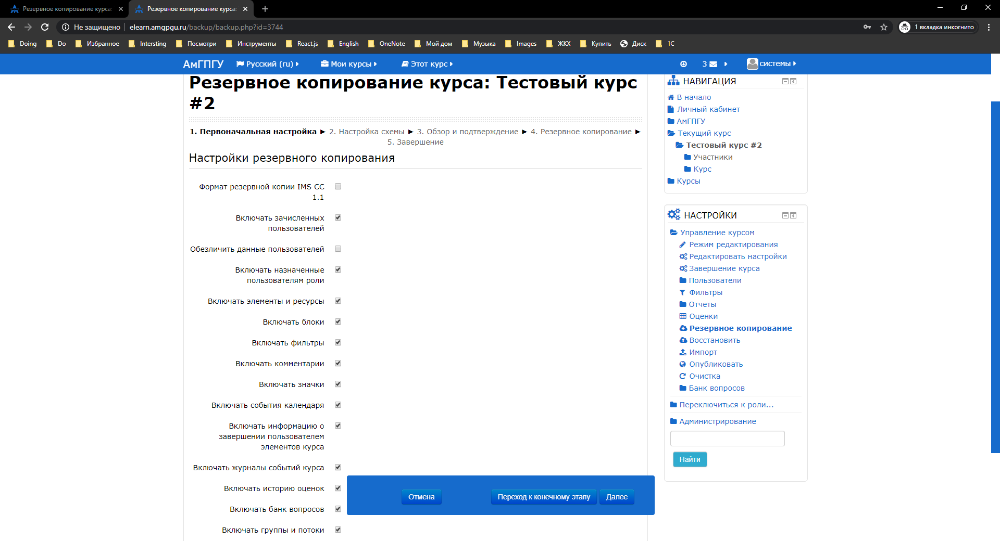 Резервное копирование курса:
Резервное копирование курса:
Не защищено
elearn.amgpgu.ru/backup/backup.php?id=3744
1 вкладка инкогнито
Doing
Do
Избранное
Intersting
Посмотри
Инструменты
React.js
English
OneNote
Мой дом
Музыка
Images
ЖКХ
Купить
Диск
1С
АмГПГУ
Русский (ru)
Мои курсы
Этот курс
3
системы
Резервное копирование курса: Тестовый курс
#2
1. Первоначальная настройка ► 2. Настройка схемы ► 3. Обзор и подтверждение ► 4. Резервное копирование ►
5. Завершение
Настройки резервного копирования
Формат резервной копии IMS CC
1.1
Включать зачисленных
пользователей
Обезличить данные пользователей
Включать назначенные
пользователям роли
Включать элементы и ресурсы
Включать блоки
Включать фильтры
Включать комментарии
Включать значки
Включать события календаря
Включать информацию о
завершении пользователем
элементов курса
Включать журналы событий курса
Включать историю оценок
Включать банк вопросов
Включать группы и потоки
Отмена
Переход к конечному этапу
Далее
НАВИГАЦИЯ
В начало
Личный кабинет
АмГПГУ
Текущий курс
Тестовый курс #2
Участники
Курс
Курсы
НАСТРОЙКИ
Управление курсом
Режим редактирования
Редактировать настройки
Завершение курса
Пользователи
Фильтры
Отчеты
Оценки
Резервное копирование
Восстановить
Импорт
Опубликовать
Очистка
Банк вопросов
Переключиться к роли...
Администрирование
Найти